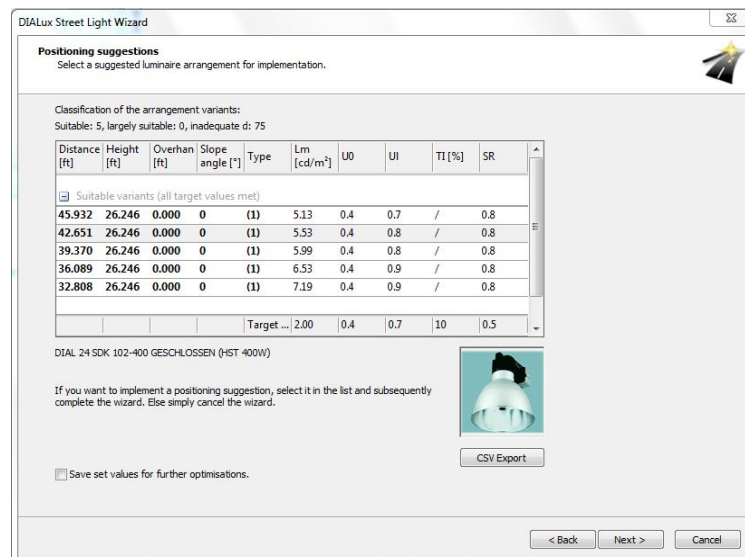 DIALux Street Light Wizard
Positioning suggestions
Select a suggested luminaire arrangement for implementation.
Classification of the arrangement variants:
Suitable: 5, largely suitable: 0, inadequate d: 75
Distance [ft] Height [ft] Overhan [ft] Slope angle [°] Type Lm [cd/m²] U0 UI TI [%] SR
Suitable variants (all target values met)
45.932 26.246 0.000 0 (1) 5.13 0.4 0.7 / 0.8
42.651 26.246 0.000 0 (1) 5.53 0.4 0.8 / 0.8
39.370 26.246 0.000 0 (1) 5.99 0.4 0.8 / 0.8
36.089 26.246 0.000 0 (1) 6.53 0.4 0.9 / 0.8
32.808 26.246 0.000 0 (1) 7.19 0.4 0.9 / 0.8
Target ... 2.00 0.4 0.7 10 0.5
DIAL 24 SDK 102-400 GESCHLOSSEN (HST 400W)
If you want to implement a positioning suggestion, select it in the list and subsequently
complete the wizard. Else simply cancel the wizard.
CSV Export
Save set values for further optimisations.
< Back Next > Cancel